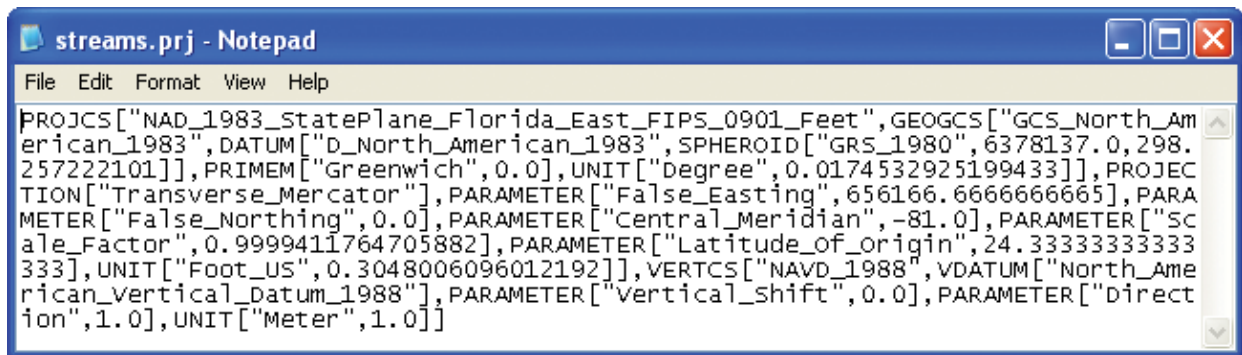 streams.prj - Notepad
File Edit Format View Help
PROJCS["NAD_1983_StatePlane_Florida_East_FIPS_0901_Feet",GEOGCS["GCS_North_Am
erican_1983",DATUM["D_North_American_1983",SPHEROID["GRS_1980",6378137.0,298.
257222101]],PRIMEM["Greenwich",0.0],UNIT["Degree",0.0174532925199433]],PROJEC
TION["Transverse_Mercator"],PARAMETER["False_Easting",656166.6666666665],PARA
METER["False_Northing",0.0],PARAMETER["Central_Meridian",-81.0],PARAMETER["Sc
ale_Factor",0.9999411764705882],PARAMETER["Latitude_Of_Origin",24.33333333333
333],UNIT["Foot_US",0.3048006096012192]],VERTCS["NAVD_1988",VDATUM["North_Ame
rican_Vertical_Datum_1988"],PARAMETER["Vertical_Shift",0.0],PARAMETER["Direct
ion",1.0],UNIT["Meter",1.0]]